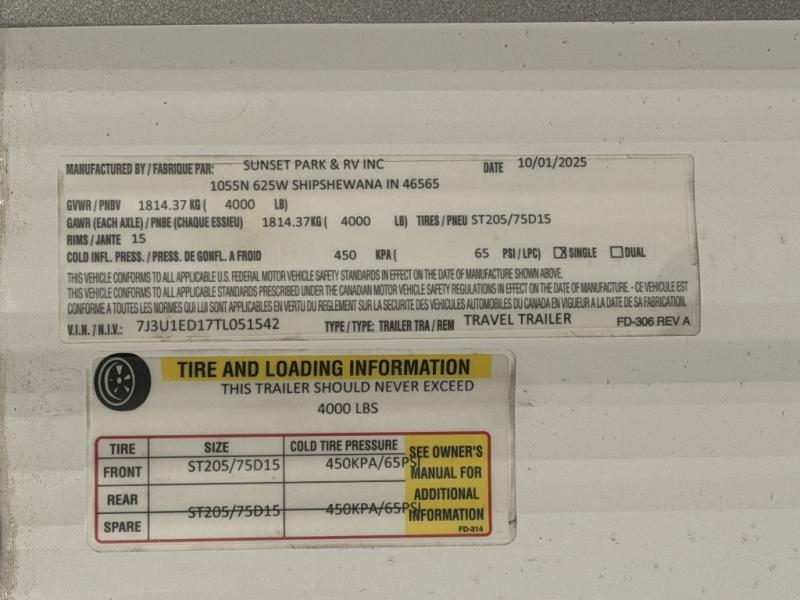 MANUFACTURED BY / FABRIQUE PAR: SUNSET PARK & RV INC DATE 10/01/2025
1055N 625W SHIPSHEWANA IN 46565
GVWR / PNBV 1814.37 KG ( 4000 LB)
GAWR (EACH AXLE) / PNBE (CHAQUE ESSIEU) 1814.37KG ( 4000 LB) TIRES / PNEU ST205/75D15
RIMS / JANTE 15
COLD INFL. PRESS. / PRESS. DE GONFL. A FROID 450 KPA ( 65 PSI / LPC) X SINGLE DUAL
THIS VEHICLE CONFORMS TO ALL APPLICABLE U.S. FEDERAL MOTOR VEHICLE SAFETY STANDARDS IN EFFECT ON THE DATE OF MANUFACTURE SHOWN ABOVE.
THIS VEHICLE CONFORMS TO ALL APPLICABLE STANDARDS PRESCRIBED UNDER THE CANADIAN MOTOR VEHICLE SAFETY REGULATIONS IN EFFECT ON THE DATE OF MANUFACTURE. - CE VEHICULE EST
CONFORME A TOUTES LES NORMES QUI LUI SONT APPLICABLES EN VERTU DU REGLEMENT SUR LA SECURITE DES VEHICULES AUTOMOBILES DU CANADA EN VIGUEUR A LA DATE DE SA FABRICATION.
V.I.N. / N.I.V.: 7J3U1ED17TL051542 TYPE / TYPE: TRAILER TRA / REM TRAVEL TRAILER FD-306 REV A
TIRE AND LOADING INFORMATION
THIS TRAILER SHOULD NEVER EXCEED
4000 LBS
TIRE SIZE COLD TIRE PRESSURE
FRONT ST205/75D15 450KPA/65PSI
REAR
SPARE ST205/75D15 450KPA/65PSI
SEE OWNER'S
MANUAL FOR
ADDITIONAL
INFORMATION
FD-314